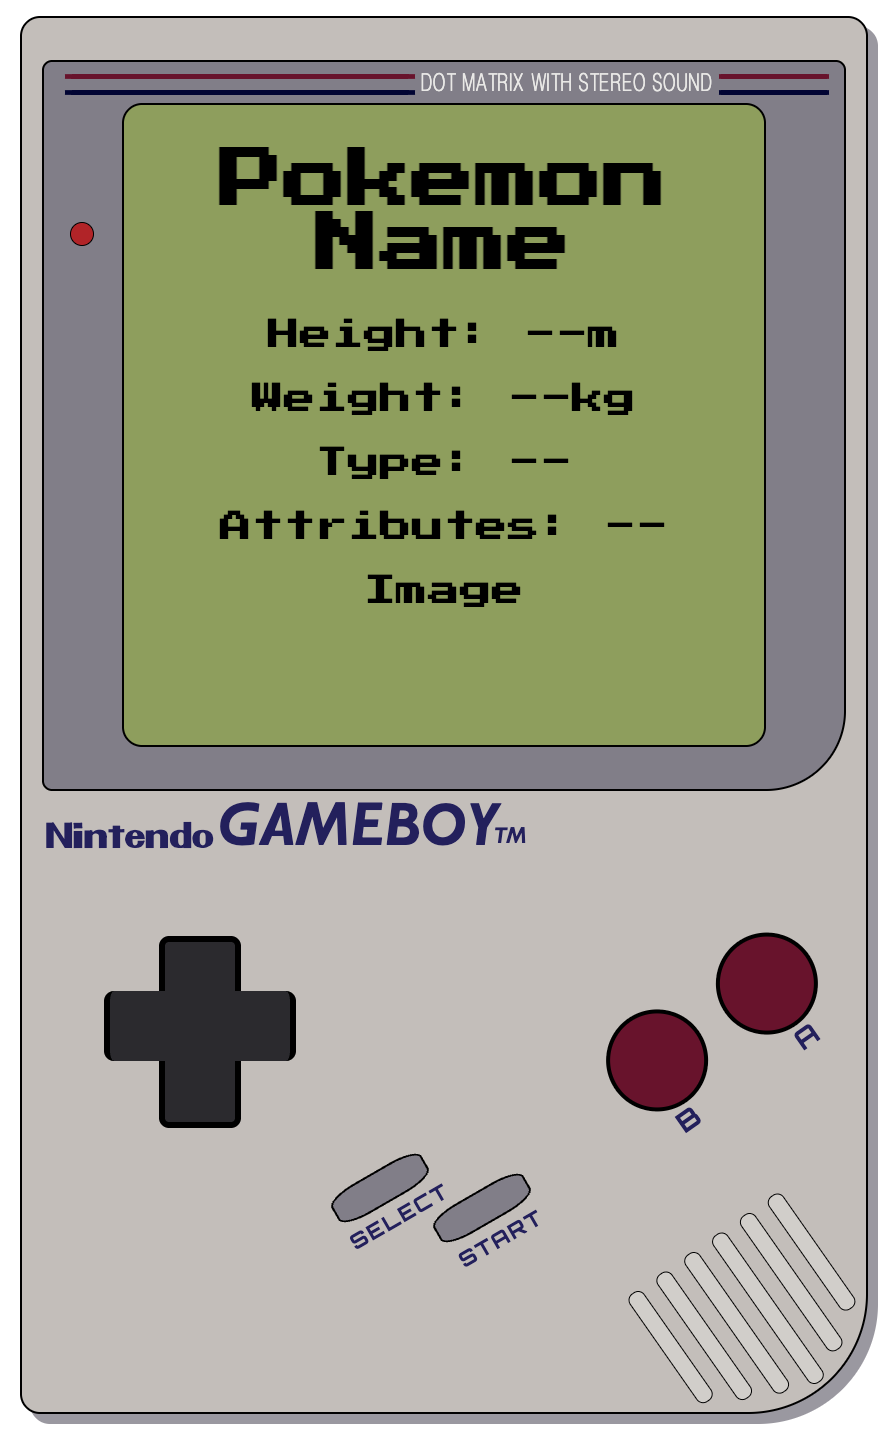 DOT MATRIX WITH STEREO SOUND
Pokemon
Name
Height: --m
Weight: --kg
Type: --
Attributes: --
Image
Nintendo GAMEBOY™
A
B
SELECT
START